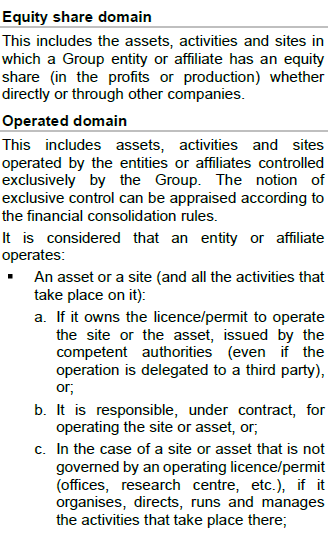 Equity share domain
This includes the assets, activities and sites in
which a Group entity or affiliate has an equity
share (in the profits or production) whether
directly or through other companies.
Operated domain
This includes assets, activities and sites
operated by the entities or affiliates controlled
exclusively by the Group. The notion of
exclusive control can be appraised according to
the financial consolidation rules.
It is considered that an entity or affiliate
operates:
▪ An asset or a site (and all the activities that
take place on it):
a. If it owns the licence/permit to operate
the site or the asset, issued by the
competent authorities (even if the
operation is delegated to a third party),
or;
b. It is responsible, under contract, for
operating the site or asset, or;
c. In the case of a site or asset that is not
governed by an operating licence/permit
(offices, research centre, etc.), if it
organises, directs, runs and manages
the activities that take place there;